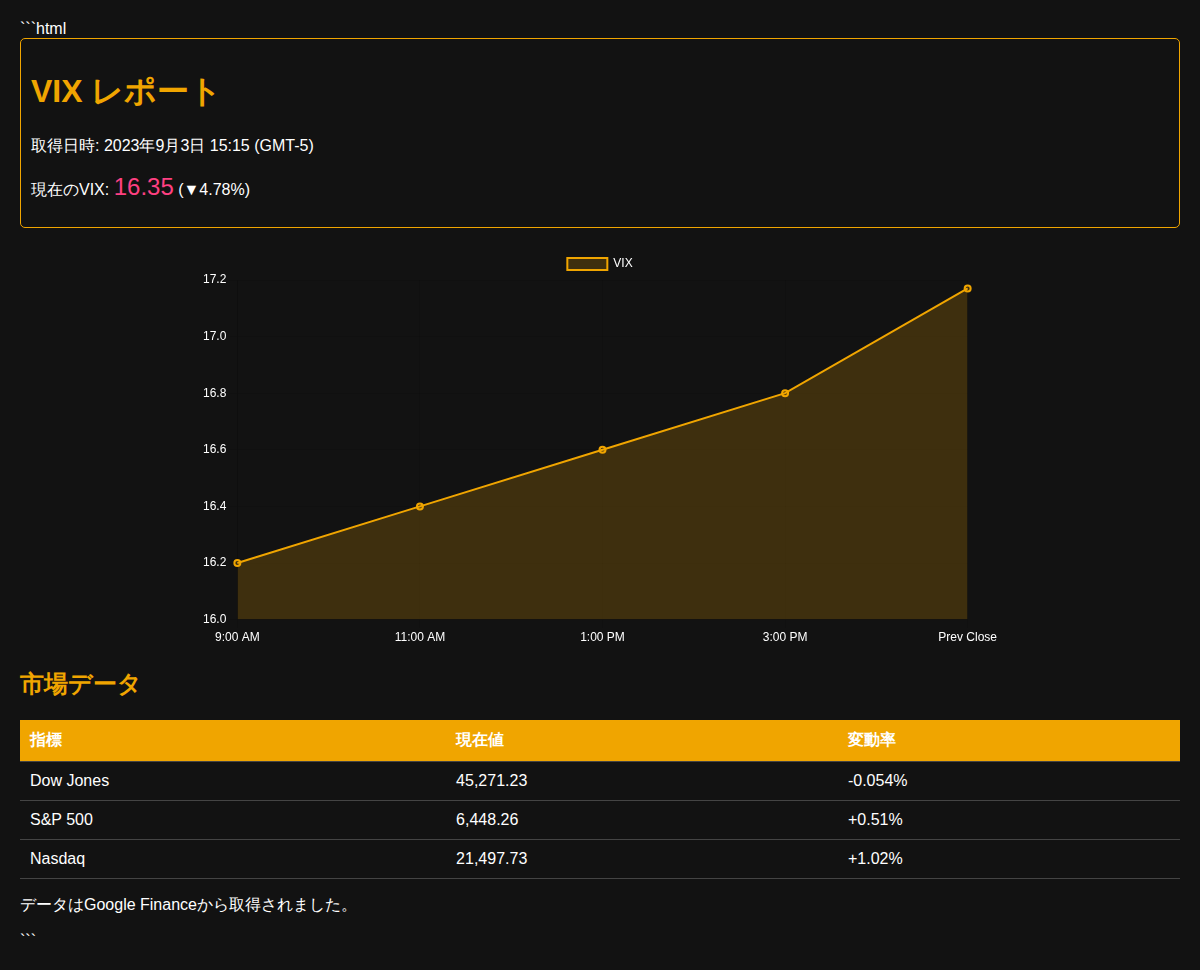 ```html
VIX レポート
取得日時: 2023年9月3日 15:15 (GMT-5)
現在のVIX: 16.35 (▼4.78%)
VIX
17.2
17.0
16.8
16.6
16.4
16.2
16.0
9:00 AM 11:00 AM 1:00 PM 3:00 PM Prev Close
市場データ
指標 現在値 変動率
Dow Jones 45,271.23 -0.054%
S&P 500 6,448.26 +0.51%
Nasdaq 21,497.73 +1.02%
データはGoogle Financeから取得されました。
```